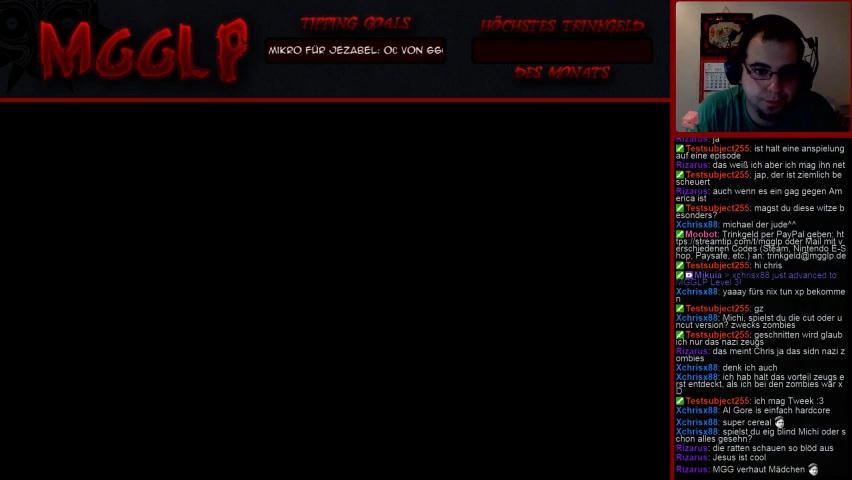 MGGLP
TIPPING GOALS
MIKRO FÜR JEZABEL: 0€ VON
HÖCHSTES TRINKGELD
DES MONATS
Rizarus: ja
Testsubject255: ist halt eine anspielung
auf eine episode
Rizarus: das weiß ich aber ich mag ihn net
Testsubject255: jap, der ist ziemlich be
scheuert
Rizarus: auch wenn es ein gag gegen Am
erica ist
Testsubject255: magst du diese witze b
esonders?
Xchrisx88: michael der jude^^
Moobot: Trinkgeld per PayPal geben: ht
tps://streamtip.com/t/mgglp oder Mail mit v
erschiedenen Codes (Steam, Nintendo E-S
hop, Paysafe, etc.) an: trinkgeld@mgglp.de
Testsubject255: hi chris
Mikuia > xchrisx88 just advanced to
MGGLP Level 3!
Xchrisx88: yaaay fürs nix tun xp bekomme
n
Testsubject255: gz
Xchrisx88: Michi, spielst du die cut oder u
ncut version? zwecks zombies
Testsubject255: geschnitten wird glaub
ich nur das nazi zeugs
Rizarus: das meint Chris ja das sidn nazi z
ombies
Xchrisx88: denk ich auch
Xchrisx88: ich hab halt das vorteil zeugs e
rst entdeckt, als ich bei den zombies war x
D
Testsubject255: ich mag Tweek :3
Xchrisx88: Al Gore is einfach hardcore
Xchrisx88: super cereal
Xchrisx88: spielst du eig blind Michi oder s
chon alles gesehn?
Rizarus: die ratten schauen so blöd aus
Rizarus: Jesus ist cool
Rizarus: MGG verhaut Mädchen